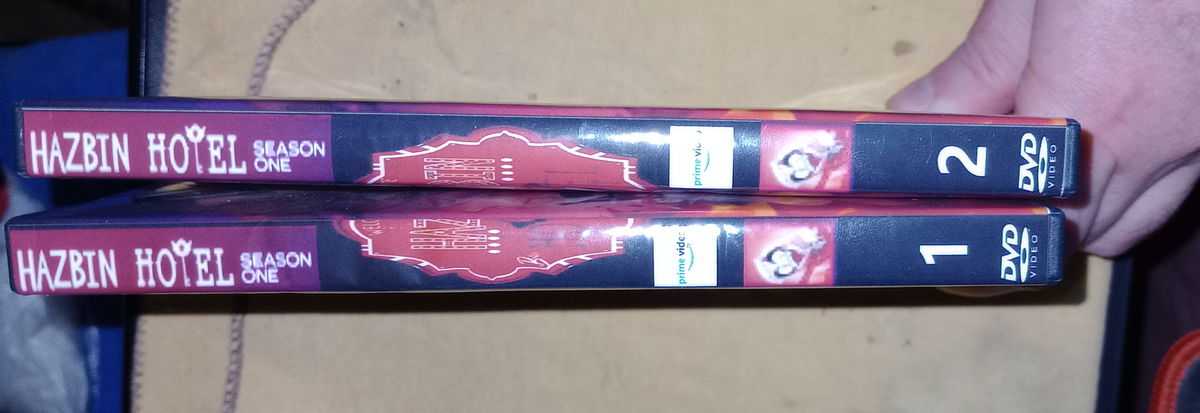 HAZBIN HOTEL SEASON
ONE
prime video
2
DVD
VIDEO
HAZBIN HOTEL SEASON
ONE
prime video
1
DVD
VIDEO